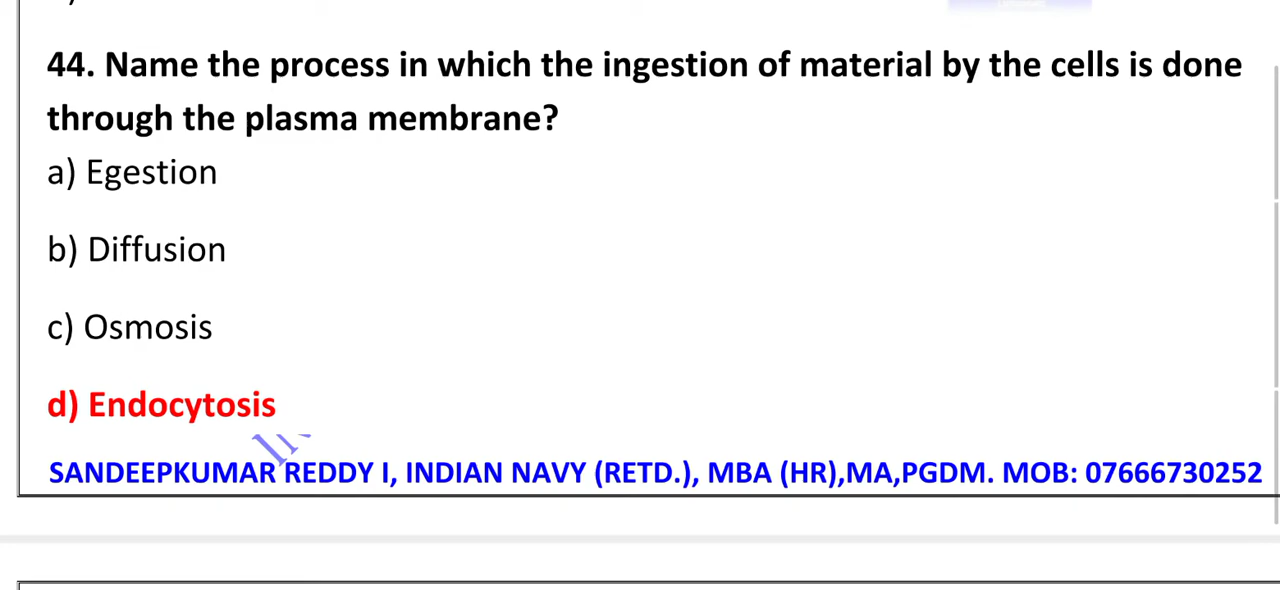 44. Name the process in which the ingestion of material by the cells is done
through the plasma membrane?
a) Egestion
b) Diffusion
c) Osmosis
d) Endocytosis
SANDEEPKUMAR REDDY I, INDIAN NAVY (RETD.), MBA (HR),MA,PGDM. MOB: 07666730252